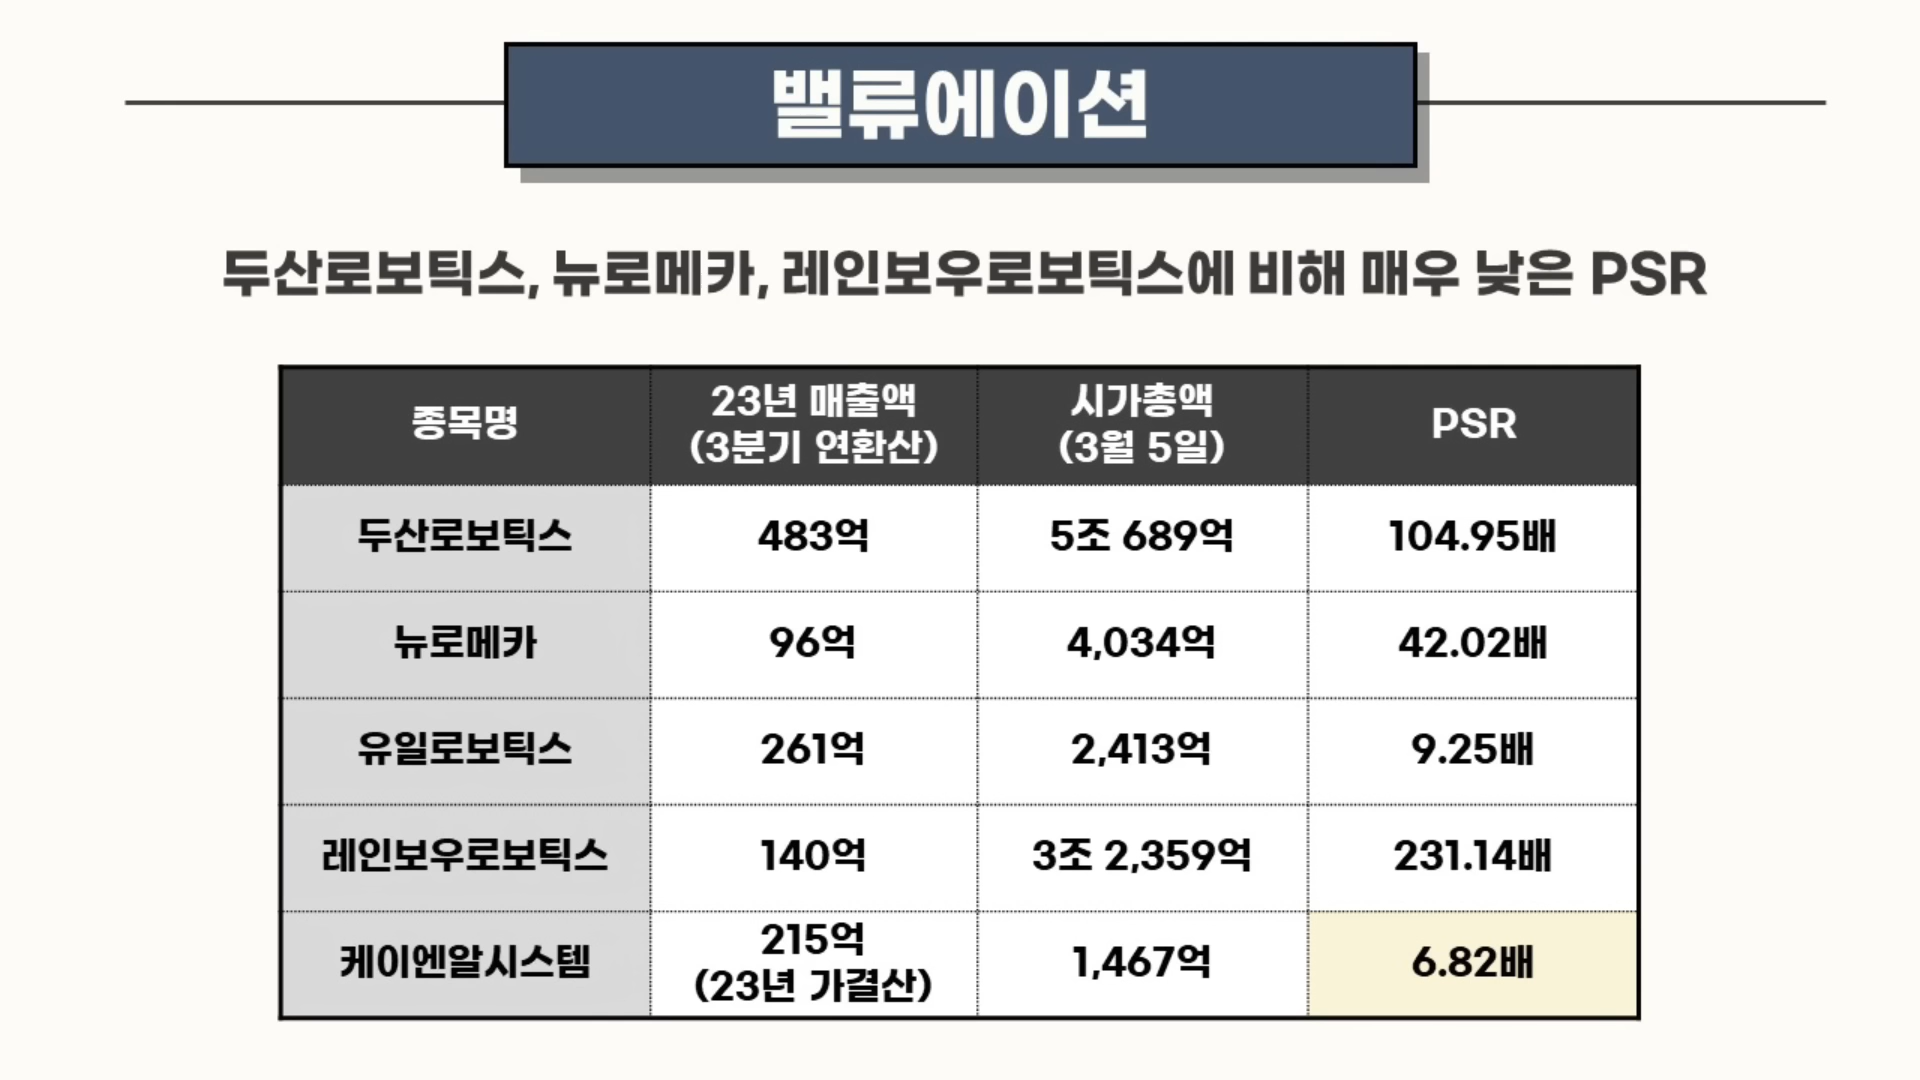 밸류에이션
두산로보틱스, 뉴로메카, 레인보우로보틱스에 비해 매우 낮은 PSR
종목명
23년 매출액
(3분기 연환산)
시가총액
(3월 5일)
PSR
두산로보틱스
483억
5조 689억
104.95배
뉴로메카
96억
4,034억
42.02배
유일로보틱스
261억
2,413억
9.25배
레인보우로보틱스
140억
3조 2,359억
231.14배
케이엔알시스템
215억
(23년 가결산)
1,467억
6.82배